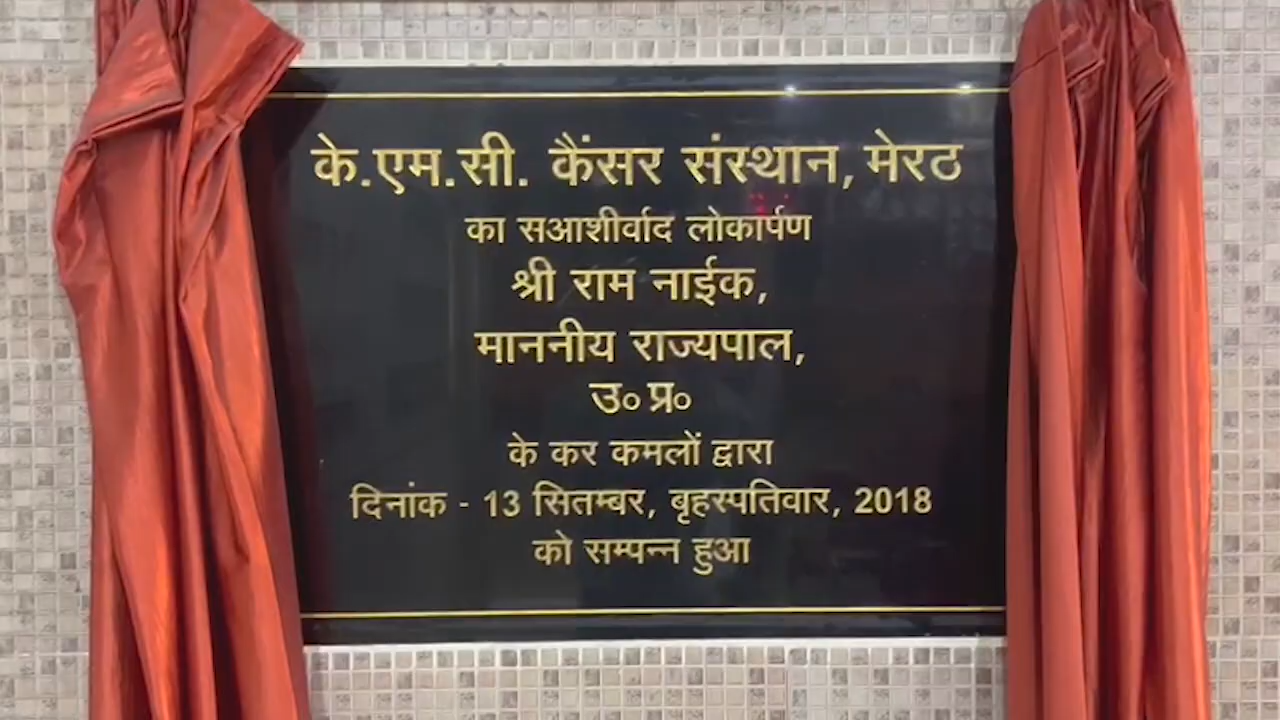 के.एम.सी. कैंसर संस्थान, मेरठ
का सआशीर्वाद लोकार्पण
श्री राम नाईक,
माननीय राज्यपाल,
उ० प्र०
के कर कमलों द्वारा
दिनांक - 13 सितम्बर, बृहस्पतिवार, 2018
को सम्पन्न हुआ